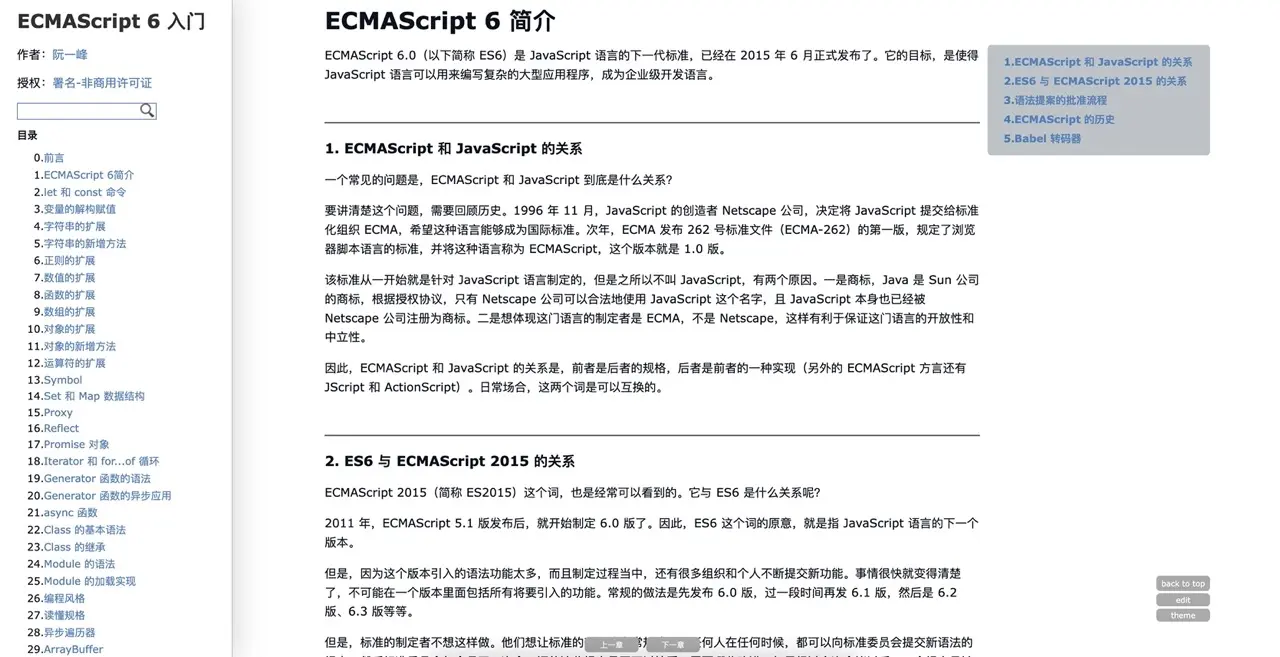 ECMAScript 6 入门
作者：阮一峰
授权：署名-非商用许可证
目录
0.前言
1.ECMAScript 6简介
2.let 和 const 命令
3.变量的解构赋值
4.字符串的扩展
5.字符串的新增方法
6.正则的扩展
7.数值的扩展
8.函数的扩展
9.数组的扩展
10.对象的扩展
11.对象的新增方法
12.运算符的扩展
13.Symbol
14.Set 和 Map 数据结构
15.Proxy
16.Reflect
17.Promise 对象
18.Iterator 和 for...of 循环
19.Generator 函数的语法
20.Generator 函数的异步应用
21.async 函数
22.Class 的基本语法
23.Class 的继承
24.Module 的语法
25.Module 的加载实现
26.编程风格
27.读懂规格
28.异步遍历器
29.ArrayBuffer
ECMAScript 6 简介
ECMAScript 6.0（以下简称 ES6）是 JavaScript 语言的下一代标准，已经在 2015 年 6 月正式发布了。它的目标，是使得
JavaScript 语言可以用来编写复杂的大型应用程序，成为企业级开发语言。
1. ECMAScript 和 JavaScript 的关系
一个常见的问题是，ECMAScript 和 JavaScript 到底是什么关系？
要讲清楚这个问题，需要回顾历史。1996 年 11 月，JavaScript 的创造者 Netscape 公司，决定将 JavaScript 提交给标准
化组织 ECMA，希望这种语言能够成为国际标准。次年，ECMA 发布 262 号标准文件（ECMA-262）的第一版，规定了浏览
器脚本语言的标准，并将这种语言称为 ECMAScript，这个版本就是 1.0 版。
该标准从一开始就是针对 JavaScript 语言制定的，但是之所以不叫 JavaScript，有两个原因。一是商标，Java 是 Sun 公司
的商标，根据授权协议，只有 Netscape 公司可以合法地使用 JavaScript 这个名字，且 JavaScript 本身也已经被
Netscape 公司注册为商标。二是想体现这门语言的制定者是 ECMA，不是 Netscape，这样有利于保证这门语言的开放性和
中立性。
因此，ECMAScript 和 JavaScript 的关系是，前者是后者的规格，后者是前者的一种实现（另外的 ECMAScript 方言还有
JScript 和 ActionScript）。日常场合，这两个词是可以互换的。
2. ES6 与 ECMAScript 2015 的关系
ECMAScript 2015（简称 ES2015）这个词，也是经常可以看到的。它与 ES6 是什么关系呢？
2011 年，ECMAScript 5.1 版发布后，就开始制定 6.0 版了。因此，ES6 这个词的原意，就是指 JavaScript 语言的下一个
版本。
但是，因为这个版本引入的语法功能太多，而且制定过程当中，还有很多组织和个人不断提交新功能。事情很快就变得清楚
了，不可能在一个版本里面包括所有将要引入的功能。常规的做法是先发布 6.0 版，过一段时间再发 6.1 版，然后是 6.2
版、6.3 版等等。
但是，标准的制定者不想这样做。他们想让标准的 何人在任何时候，都可以向标准委员会提交新语法的
上一章
下一章
1.ECMAScript 和 JavaScript 的关系
2.ES6 与 ECMAScript 2015 的关系
3.语法提案的批准流程
4.ECMAScript 的历史
5.Babel 转码器
back to top
edit
theme